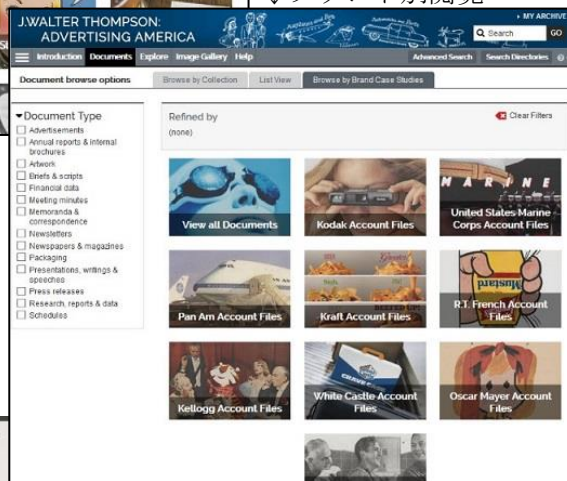 J.WALTER THOMPSON:
ADVERTISING AMERICA
MY ARCHIVE
Search
GO
Introduction Documents Explore Image Gallery Help
Advanced Search Search Directories
Document browse options
Browse by Collection List View Browse by Brand Case Studies
Document Type
Advertisements
Annual reports & internal
brochures
Artwork
Briefs & scripts
Financial data
Meeting minutes
Memoranda &
correspondence
Newsletters
Newspapers & magazines
Packaging
Presentations, writings &
speeches
Press releases
Research, reports & data
Schedules
Refined by
(none)
Clear Filters
View all Documents
Kodak Account Files
MARINE
United States Marine
Corps Account Files
PAN AM
Pan Am Account Files
Kraft Account Files
Mustard
R.T. French Account
Files
Kellogg Account Files
White Castle Account
Files
Oscar Mayer Account
Files